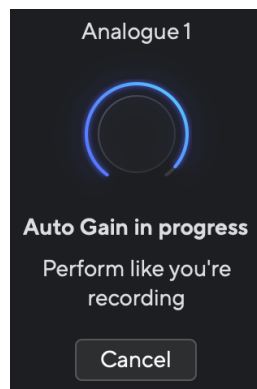 Analogue 1
Auto Gain in progress
Perform like you're
recording
Cancel